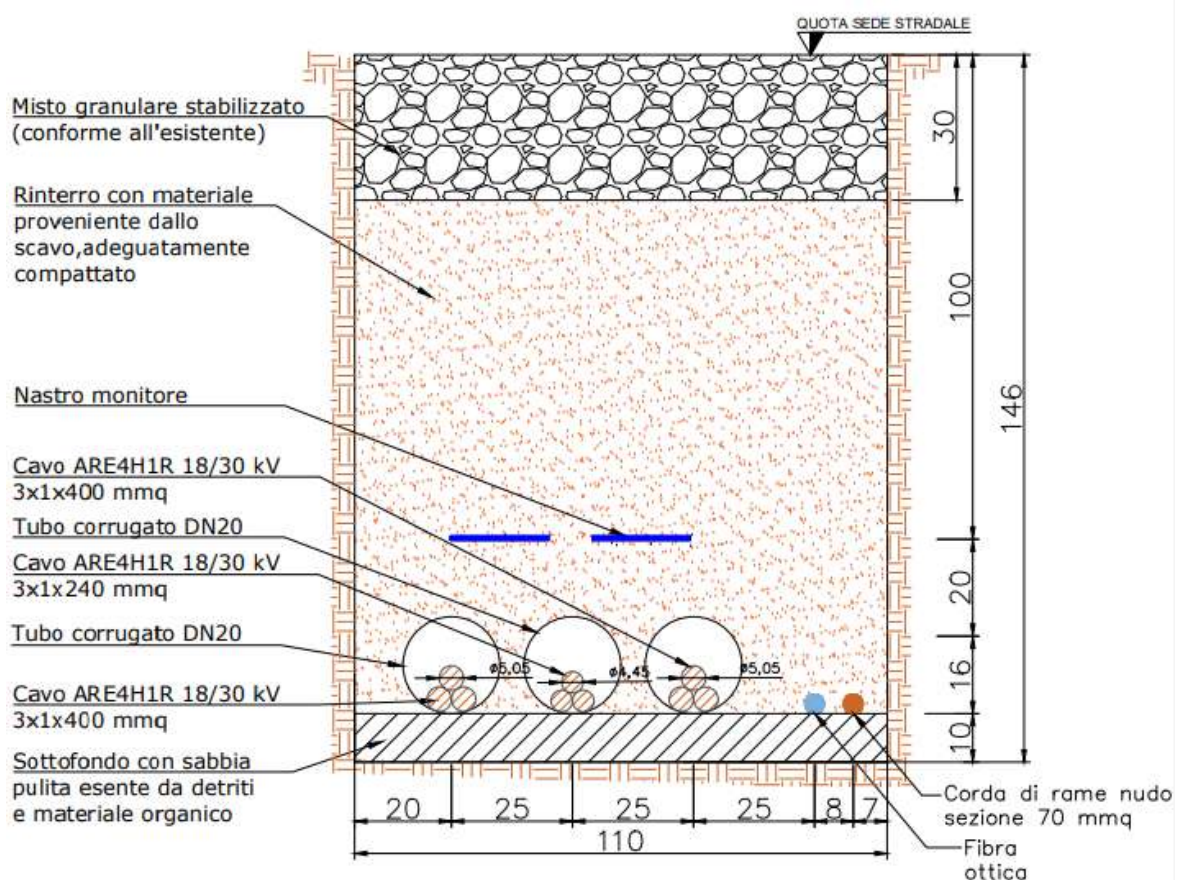 QUOTA SEDE STRADALE
Misto granulare stabilizzato
(conforme all'esistente)
Rinterro con materiale
proveniente dallo
scavo,adeguatamente
compattato
Nastro monitore
Cavo ARE4H1R 18/30 kV
3x1x400 mmq
Tubo corrugato DN20
Cavo ARE4H1R 18/30 kV
3x1x240 mmq
Tubo corrugato DN20
Cavo ARE4H1R 18/30 kV
3x1x400 mmq
Sottofondo con sabbia
pulita esente da detriti
e materiale organico
ø5,05
ø4,45
ø5,05
30
100
146
20
16
10
20
25
25
25
8
7
110
Corda di rame nudo
sezione 70 mmq
Fibra
ottica